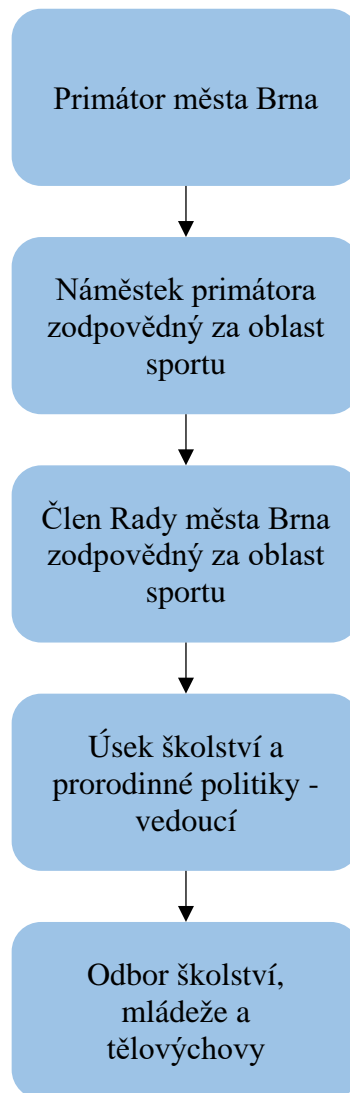 Primátor města Brna
Náměstek primátora
zodpovědný za oblast
sportu
Člen Rady města Brna
zodpovědný za oblast
sportu
Úsek školství a
prorodinné politiky -
vedoucí
Odbor školství,
mládeže a
tělovýchovy